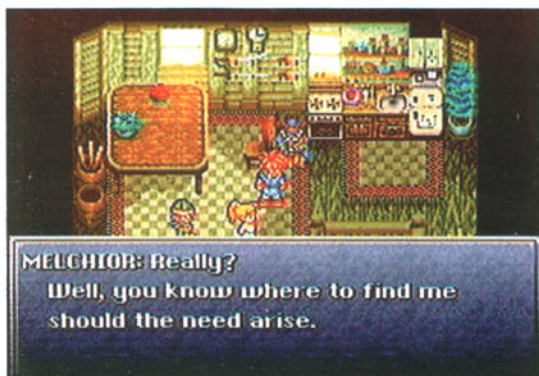 MELCHIOR: Really?
Well, you know where to find me
should the need arise.